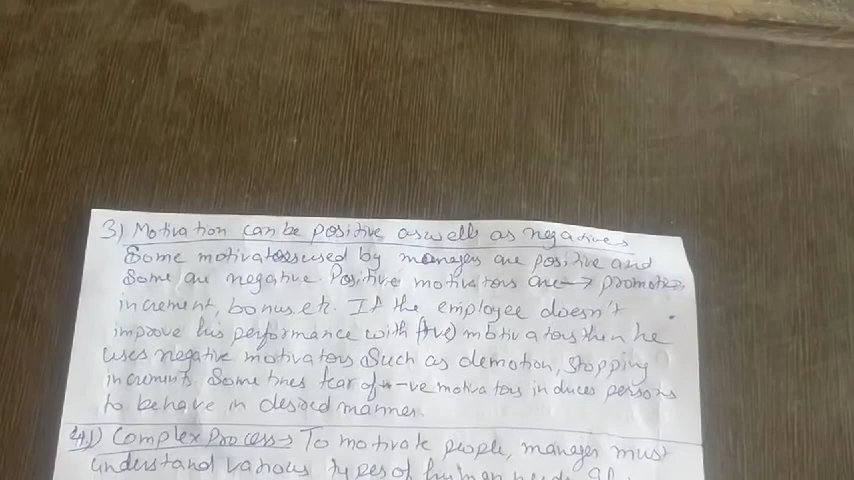 3) Motivation can be positive aswells as negatives
Some motivators used by manages are positive and
Some are negative. Positive motivators are → promotion,
increment, bonus.etc. If the employee doesn't
improve his performance with (+ve) motivators then he
uses negative motivators Such as demotion, Stopping
increments. Sometimes fear of -ve motivators induces persons
to behave in desired manner.
4.) Complex Process → To motivate people, manager must
understand various types of human needs.